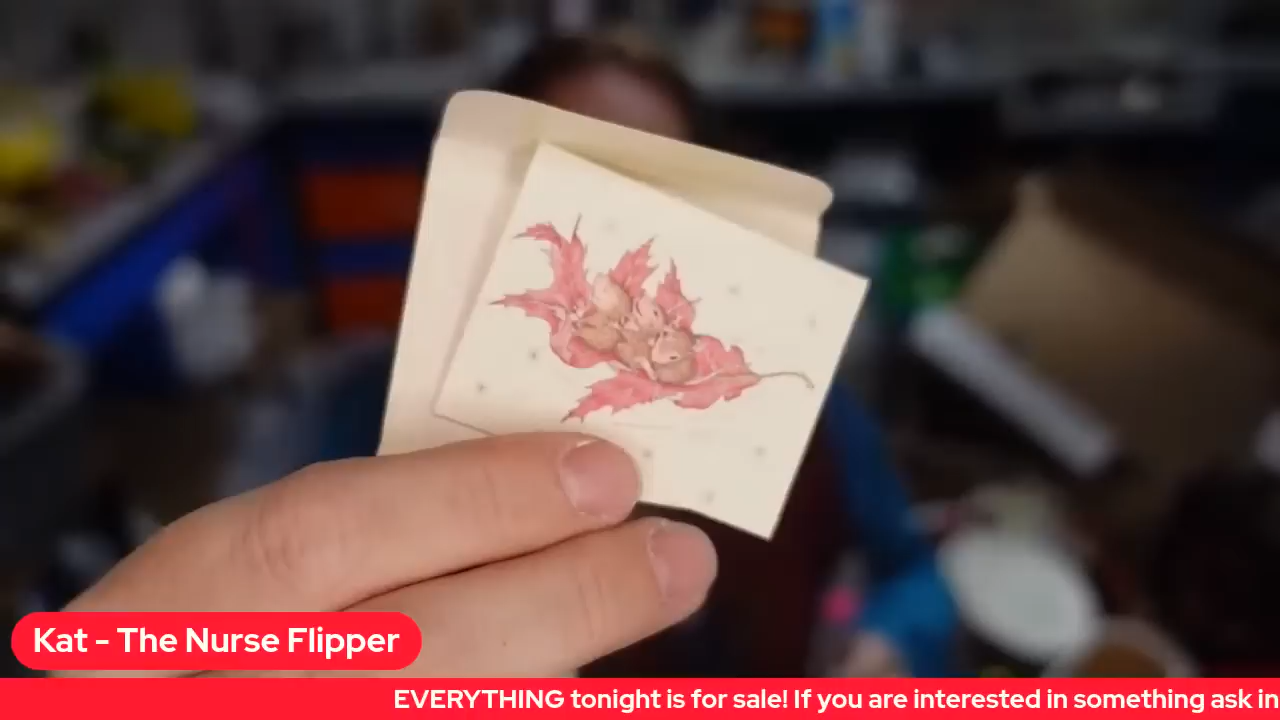 Kat - The Nurse Flipper
EVERYTHING tonight is for sale! If you are interested in something ask in